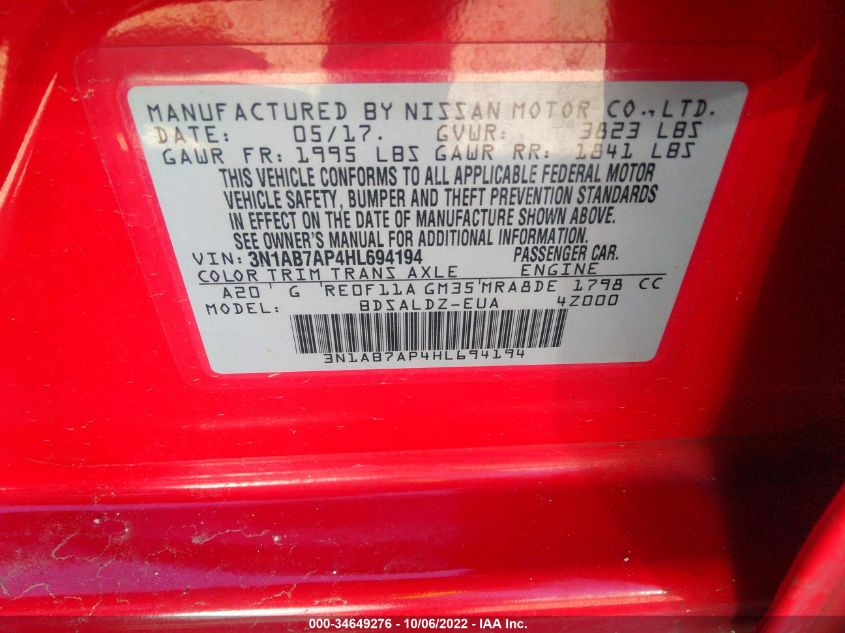 MANUFACTURED BY NISSAN MOTOR CO.,LTD.
DATE: 05/17. GVWR: 3823 LBS
GAWR FR: 1995 LBS GAWR RR: 1841 LBS
THIS VEHICLE CONFORMS TO ALL APPLICABLE FEDERAL MOTOR
VEHICLE SAFETY, BUMPER AND THEFT PREVENTION STANDARDS
IN EFFECT ON THE DATE OF MANUFACTURE SHOWN ABOVE.
SEE OWNER'S MANUAL FOR ADDITIONAL INFORMATION.
VIN: 3N1AB7AP4HL694194 PASSENGER CAR.
COLOR TRIM TRANS AXLE ENGINE
A20 G RE0F11A GM35 MRA8DE 1798 CC
MODEL: BDSALDZ-EUA 4Z000
3N1AB7AP4HL694194
000-34649276 - 10/06/2022 - IAA Inc.